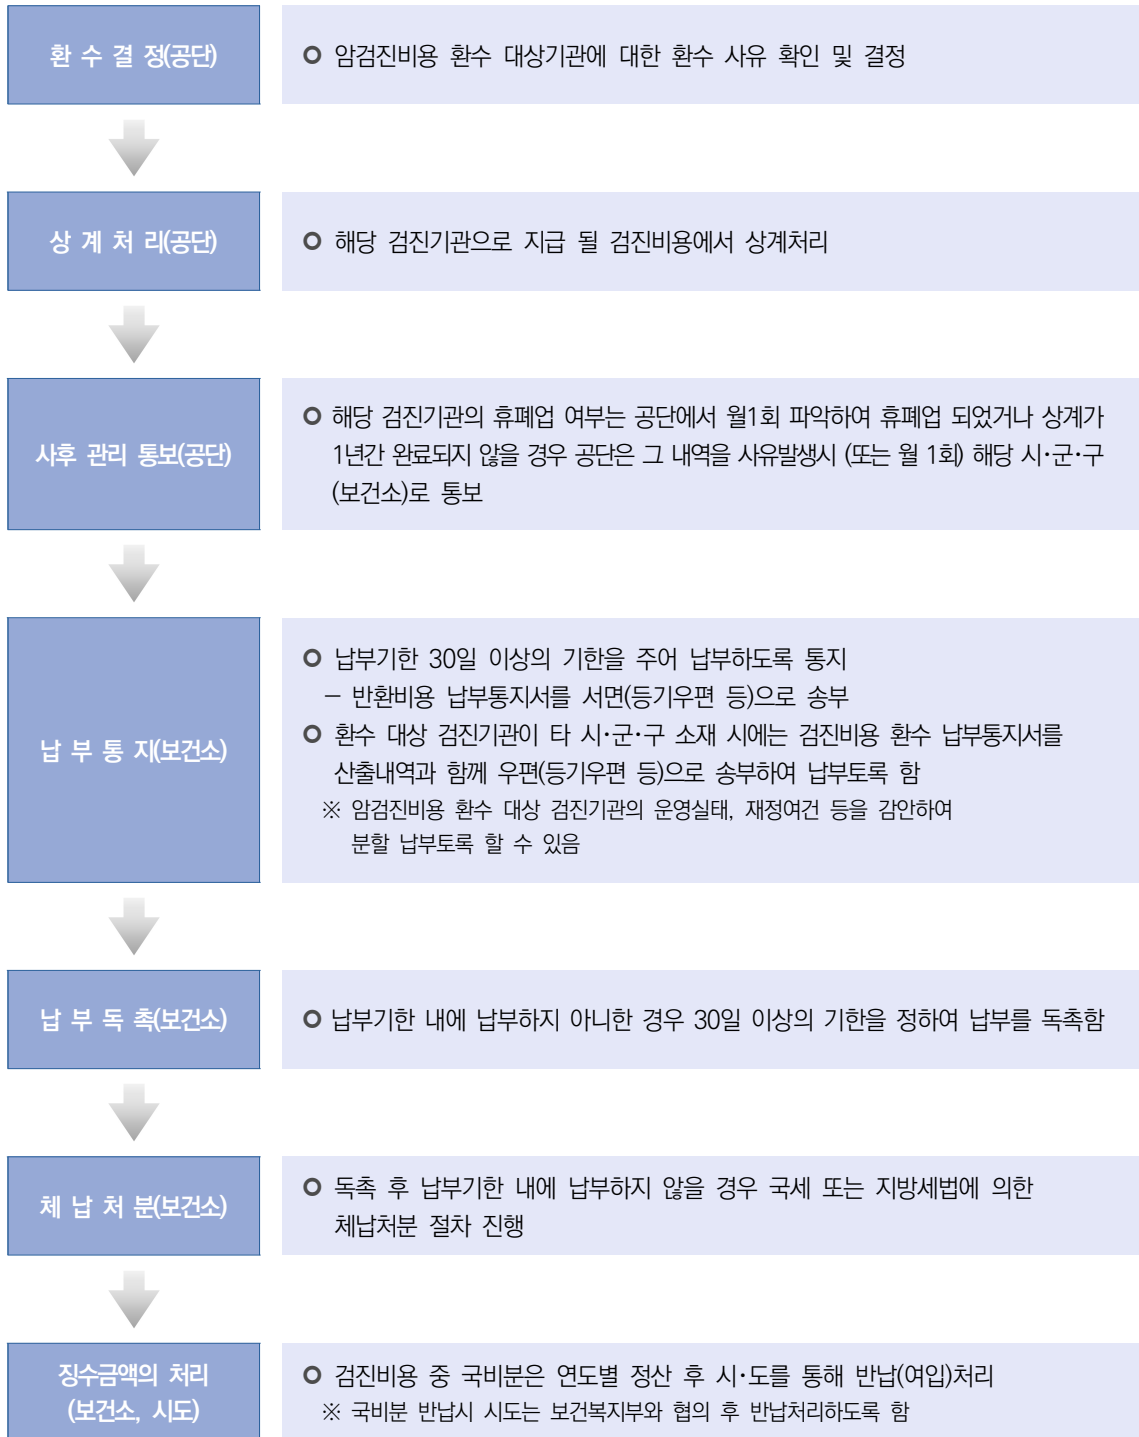 환 수 결 정(공단)
○ 암검진비용 환수 대상기관에 대한 환수 사유 확인 및 결정
상 계 처 리(공단)
○ 해당 검진기관으로 지급 될 검진비용에서 상계처리
사후 관리 통보(공단)
○ 해당 검진기관의 휴폐업 여부는 공단에서 월1회 파악하여 휴폐업 되었거나 상계가
1년간 완료되지 않을 경우 공단은 그 내역을 사유발생시 (또는 월 1회) 해당 시·군·구
(보건소)로 통보
납 부 통 지(보건소)
○ 납부기한 30일 이상의 기한을 주어 납부하도록 통지
- 반환비용 납부통지서를 서면(등기우편 등)으로 송부
○ 환수 대상 검진기관이 타 시·군·구 소재 시에는 검진비용 환수 납부통지서를
산출내역과 함께 우편(등기우편 등)으로 송부하여 납부토록 함
※ 암검진비용 환수 대상 검진기관의 운영실태, 재정여건 등을 감안하여
분할 납부토록 할 수 있음
납 부 독 촉(보건소)
○ 납부기한 내에 납부하지 아니한 경우 30일 이상의 기한을 정하여 납부를 독촉함
체 납 처 분(보건소)
○ 독촉 후 납부기한 내에 납부하지 않을 경우 국세 또는 지방세법에 의한
체납처분 절차 진행
징수금액의 처리
(보건소, 시도)
○ 검진비용 중 국비분은 연도별 정산 후 시·도를 통해 반납(여입)처리
※ 국비분 반납시 시도는 보건복지부와 협의 후 반납처리하도록 함